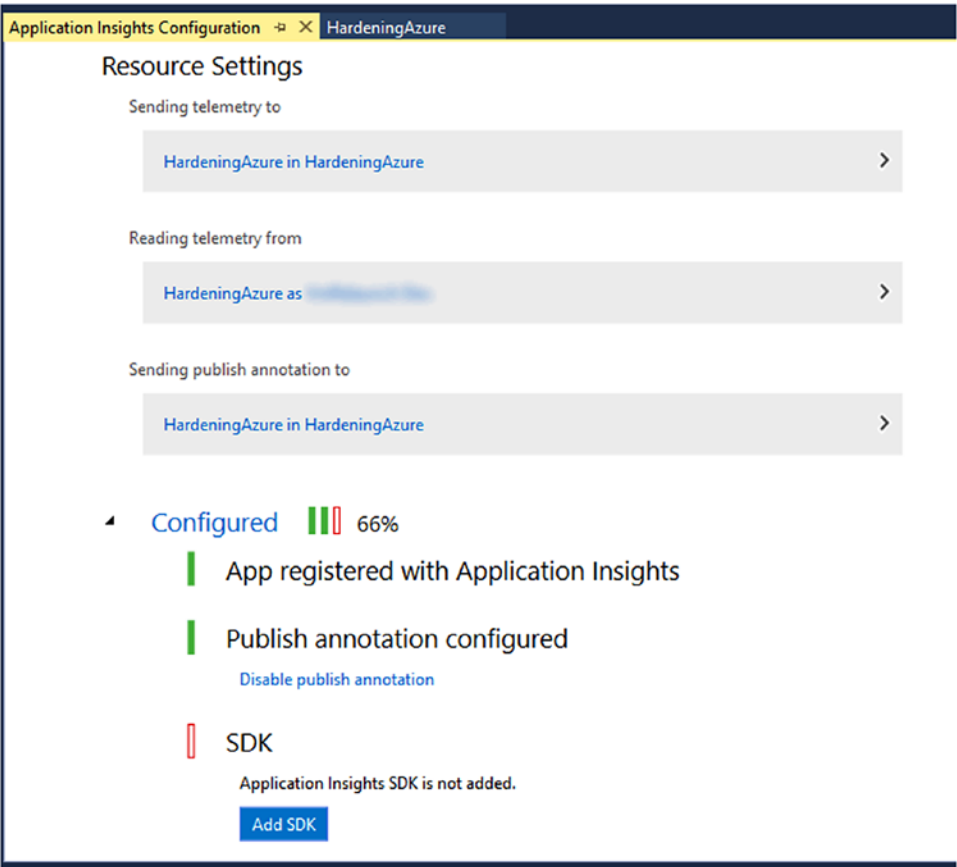 Application Insights Configuration
HardeningAzure
Resource Settings
Sending telemetry to
HardeningAzure in HardeningAzure
Reading telemetry from
HardeningAzure as
Sending publish annotation to
HardeningAzure in HardeningAzure
Configured 66%
App registered with Application Insights
Publish annotation configured
Disable publish annotation
SDK
Application Insights SDK is not added.
Add SDK